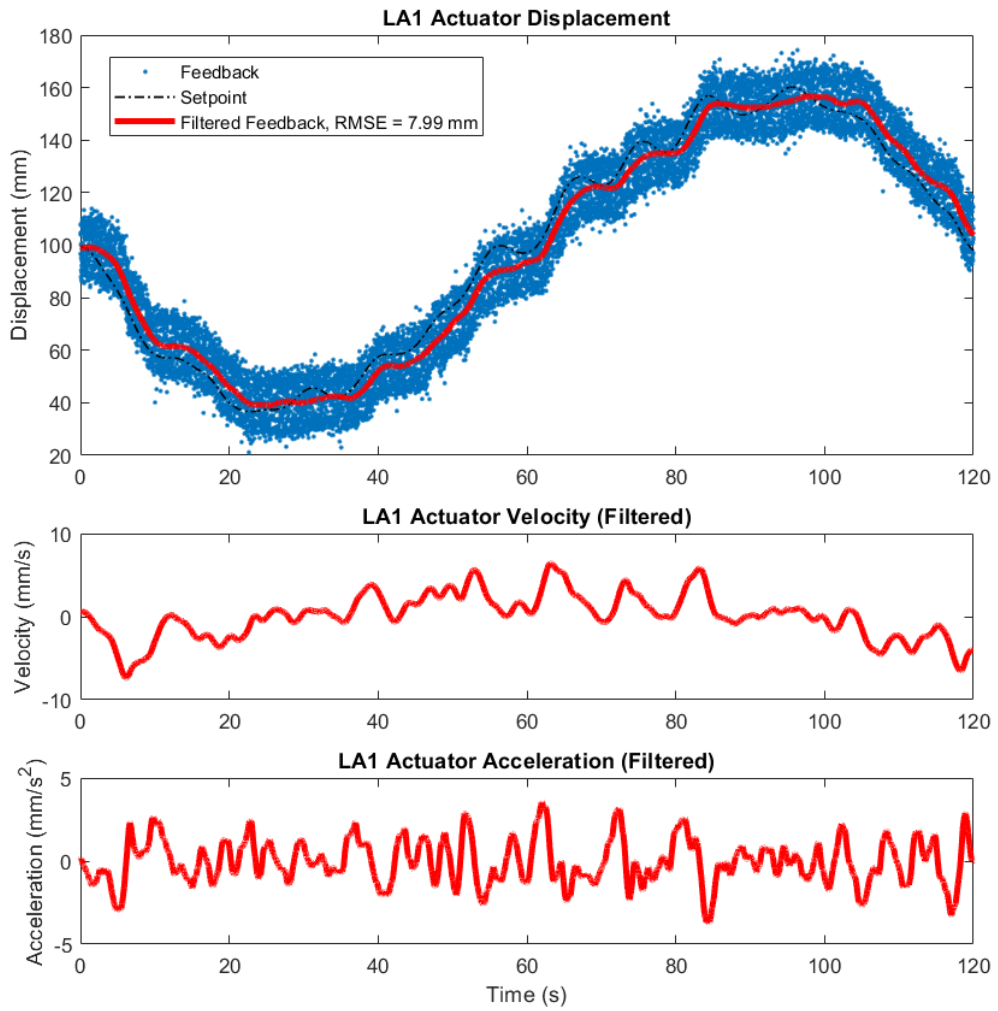 LA1 Actuator Displacement
180
160
140
120
100
80
60
40
20
Displacement (mm)
Feedback
Setpoint
Filtered Feedback, RMSE = 7.99 mm
0 20 40 60 80 100 120
LA1 Actuator Velocity (Filtered)
10
0
-10
Velocity (mm/s)
0 20 40 60 80 100 120
LA1 Actuator Acceleration (Filtered)
5
0
-5
Acceleration (mm/s²)
0 20 40 60 80 100 120
Time (s)